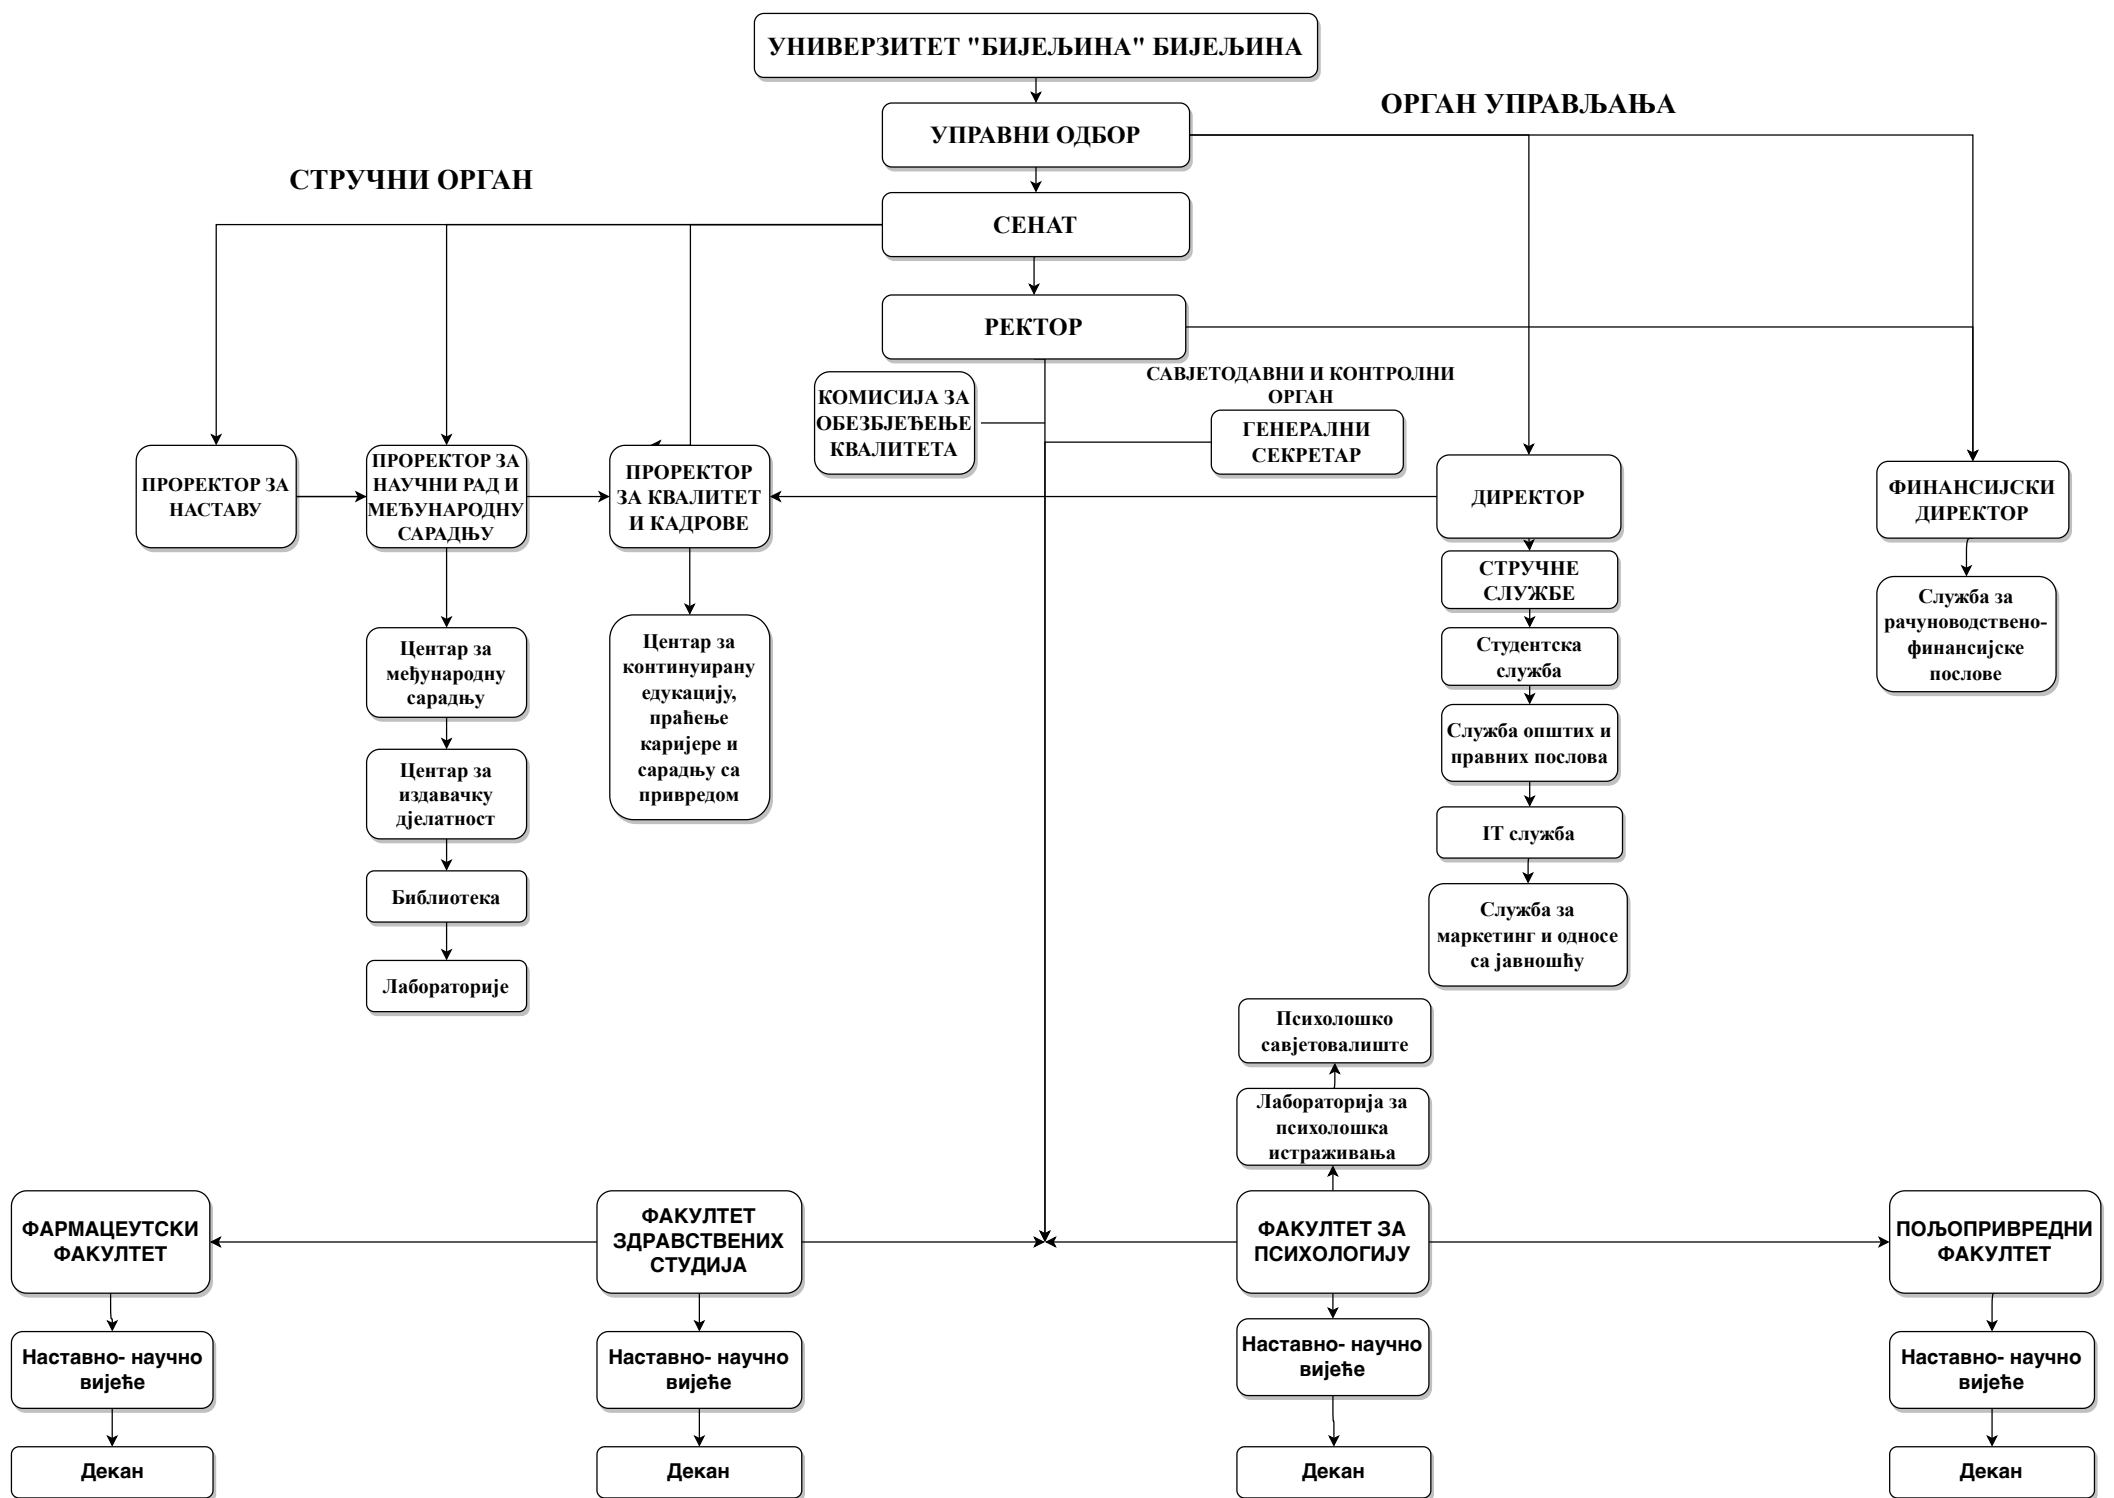 УНИВЕРЗИТЕТ "БИЈЕЉИНА" БИЈЕЉИНА
ОРГАН УПРАВЉАЊА
УПРАВНИ ОДБОР
СТРУЧНИ ОРГАН
СЕНАТ
РЕКТОР
САВЈЕТОДАВНИ И КОНТРОЛНИ
ОРГАН
КОМИСИЈА ЗА
ОБЕЗБЈЕЂЕЊЕ
КВАЛИТЕТА
ГЕНЕРАЛНИ
СЕКРЕТАР
ПРОРЕКТОР ЗА
НАСТАВУ
ПРОРЕКТОР ЗА
НАУЧНИ РАД И
МЕЂУНАРОДНУ
САРАДЊУ
ПРОРЕКТОР
ЗА КВАЛИТЕТ
И КАДРОВЕ
ДИРЕКТОР
ФИНАНСИЈСКИ
ДИРЕКТОР
СТРУЧНЕ
СЛУЖБЕ
Служба за
рачуноводствено-
финансијске
послове
Центар за
међународну
сарадњу
Центар за
континуирану
едукацију,
праћење
каријере и
сарадњу са
привредом
Студентска
служба
Служба општих и
правних послова
Центар за
издавачку
дјелатност
IT служба
Библиотека
Служба за
маркетинг и односе
са јавношћу
Лабораторије
Психолошко
савјетовалиште
Лабораторија за
психолошка
истраживања
ФАРМАЦЕУТСКИ
ФАКУЛТЕТ
ФАКУЛТЕТ
ЗДРАВСТВЕНИХ
СТУДИЈА
ФАКУЛТЕТ ЗА
ПСИХОЛОГИЈУ
ПОЉОПРИВРЕДНИ
ФАКУЛТЕТ
Наставно- научно
вијеће
Наставно- научно
вијеће
Наставно- научно
вијеће
Наставно- научно
вијеће
Декан
Декан
Декан
Декан